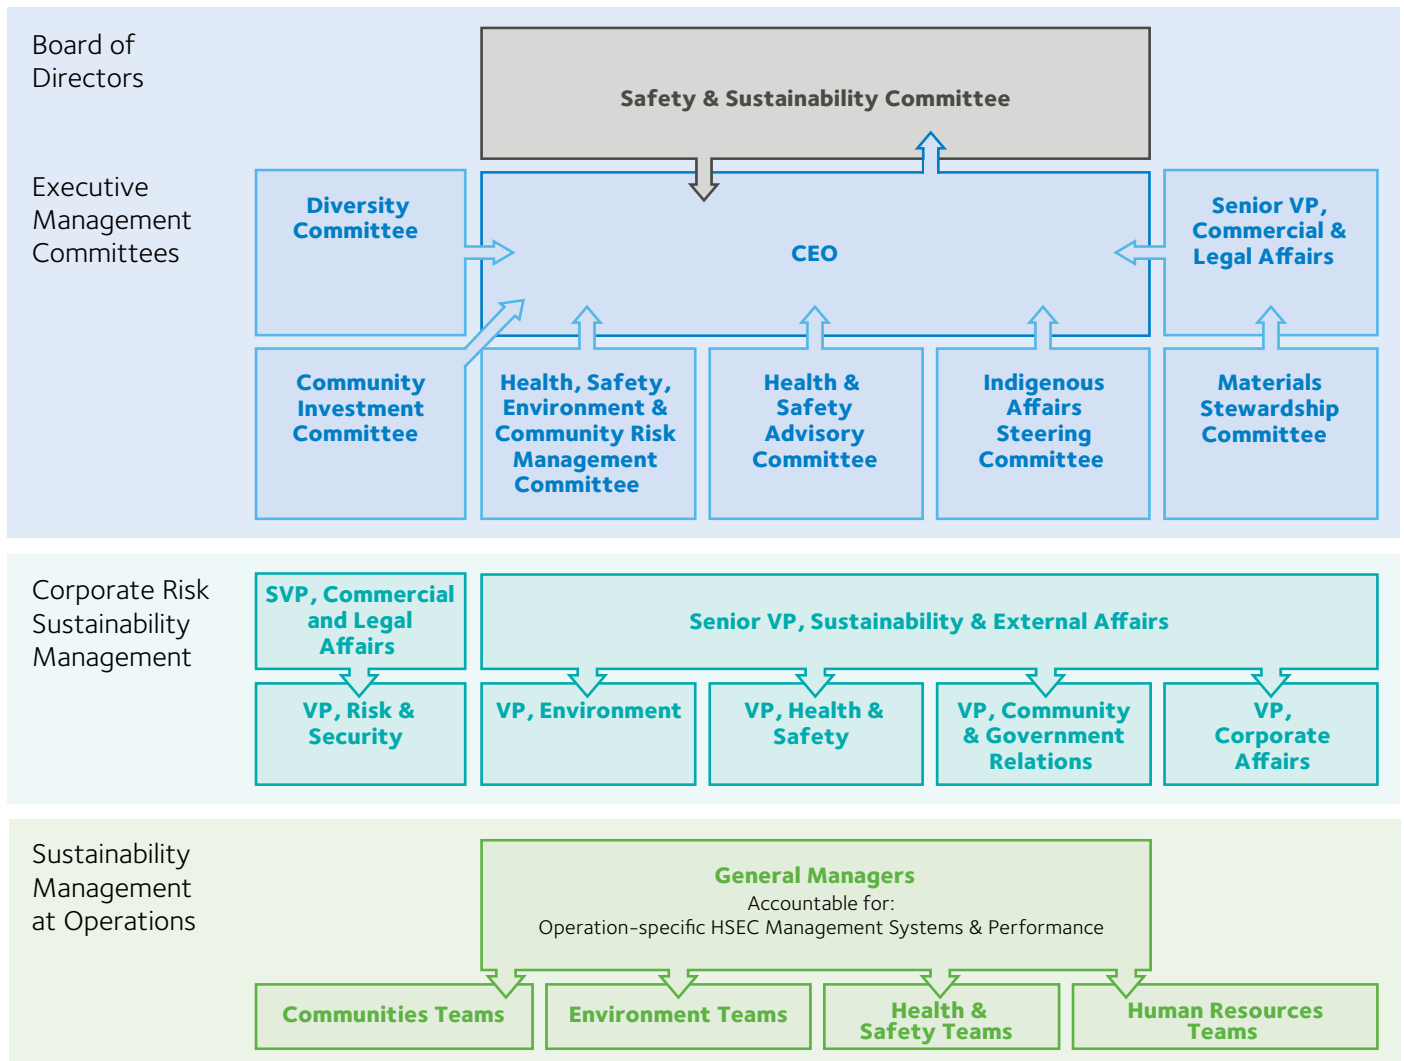 Board of
Directors
Safety & Sustainability Committee
Executive
Management
Committees
Diversity
Committee
CEO
Senior VP,
Commercial &
Legal Affairs
Community
Investment
Committee
Health, Safety,
Environment &
Community Risk
Management
Committee
Health &
Safety
Advisory
Committee
Indigenous
Affairs
Steering
Committee
Materials
Stewardship
Committee
Corporate Risk
Sustainability
Management
SVP, Commercial
and Legal
Affairs
Senior VP, Sustainability & External Affairs
VP, Risk &
Security
VP, Environment
VP, Health &
Safety
VP, Community
& Government
Relations
VP,
Corporate
Affairs
Sustainability
Management
at Operations
General Managers
Accountable for:
Operation-specific HSEC Management Systems & Performance
Communities Teams
Environment Teams
Health &
Safety Teams
Human Resources
Teams